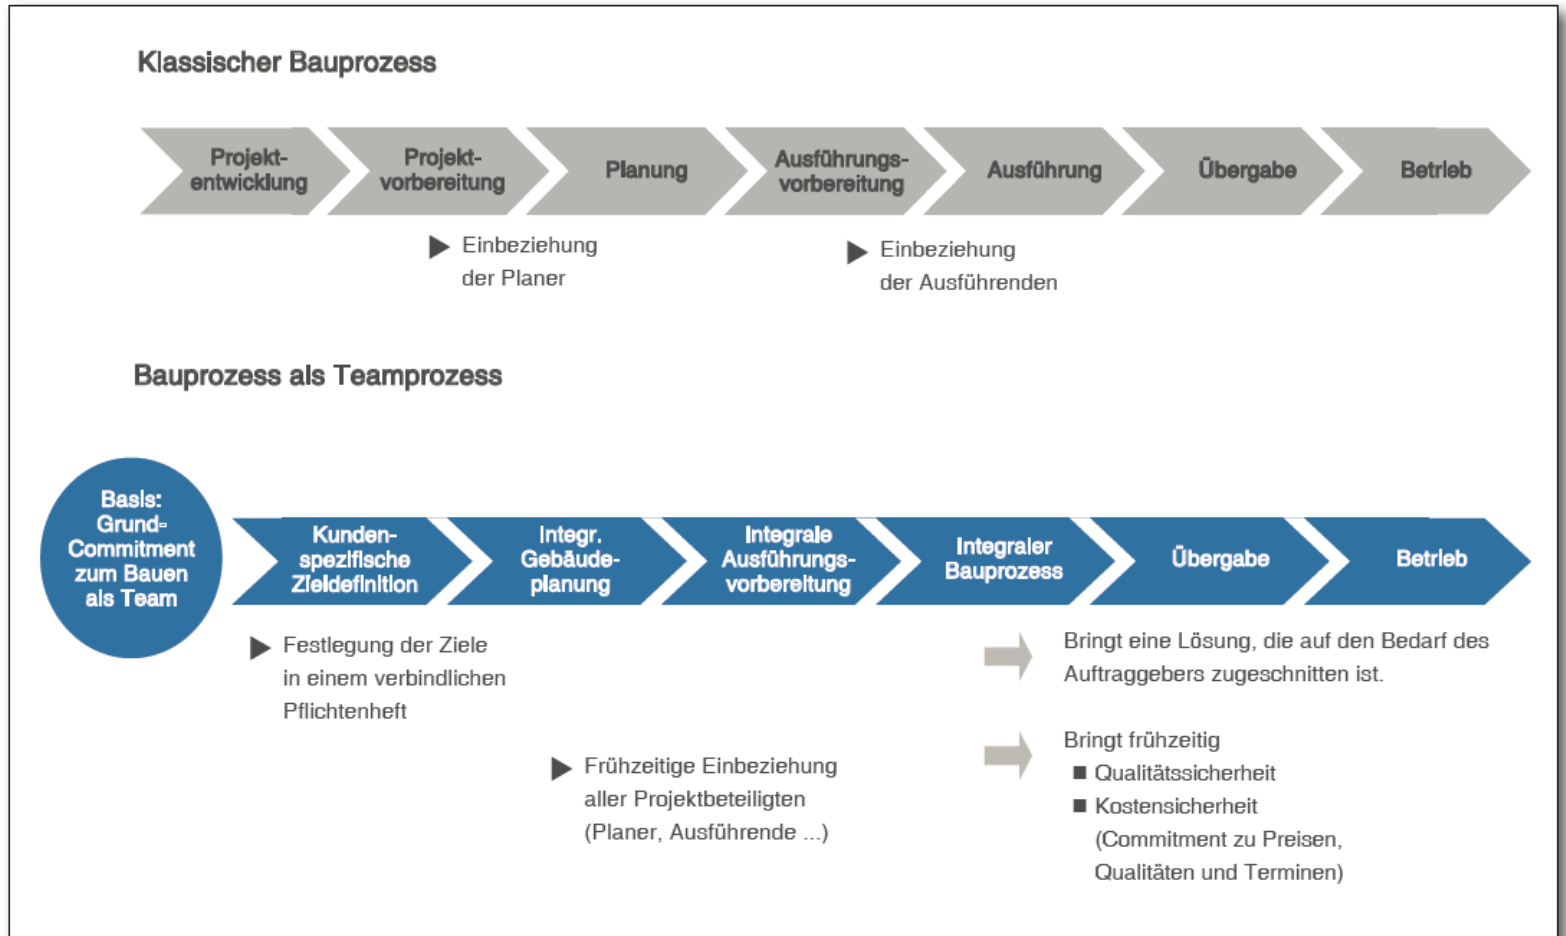 Klassischer Bauprozess
Projekt-
entwicklung
Projekt-
vorbereitung
Planung
Ausführungs-
vorbereitung
Ausführung
Übergabe
Betrieb
Einbeziehung
der Planer
Einbeziehung
der Ausführenden
Bauprozess als Teamprozess
Basis:
Grund-
Commitment
zum Bauen
als Team
Kunden-
spezifische
Zieldefinition
Integr.
Gebäude-
planung
Integrale
Ausführungs-
vorbereitung
Integraler
Bauprozess
Übergabe
Betrieb
Festlegung der Ziele
in einem verbindlichen
Pflichtenheft
Frühzeitige Einbeziehung
aller Projektbeteiligten
(Planer, Ausführende ...)
Bringt eine Lösung, die auf den Bedarf des
Auftraggebers zugeschnitten ist.
Bringt frühzeitig
Qualitätssicherheit
Kostensicherheit
(Commitment zu Preisen,
Qualitäten und Terminen)